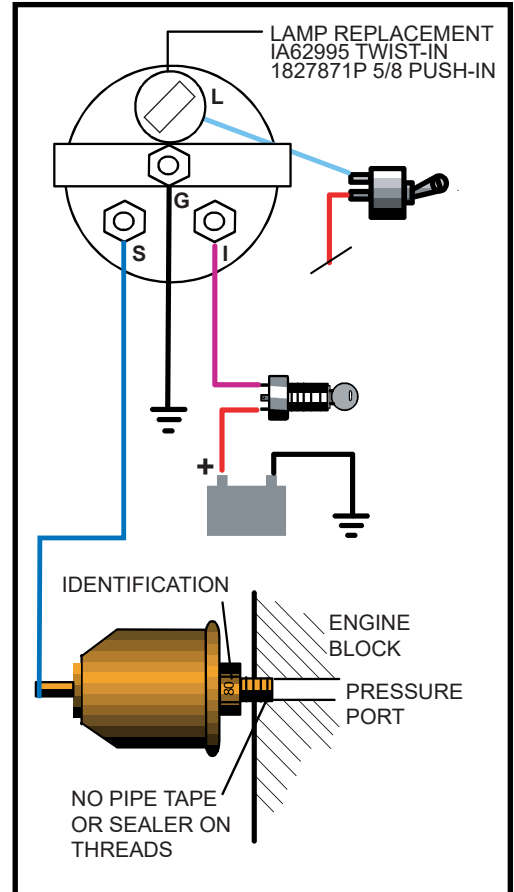 LAMP REPLACEMENT
IA62995 TWIST-IN
1827871P 5/8 PUSH-IN
L
G
S
I
+
IDENTIFICATION
ENGINE
BLOCK
80
PRESSURE
PORT
NO PIPE TAPE
OR SEALER ON
THREADS